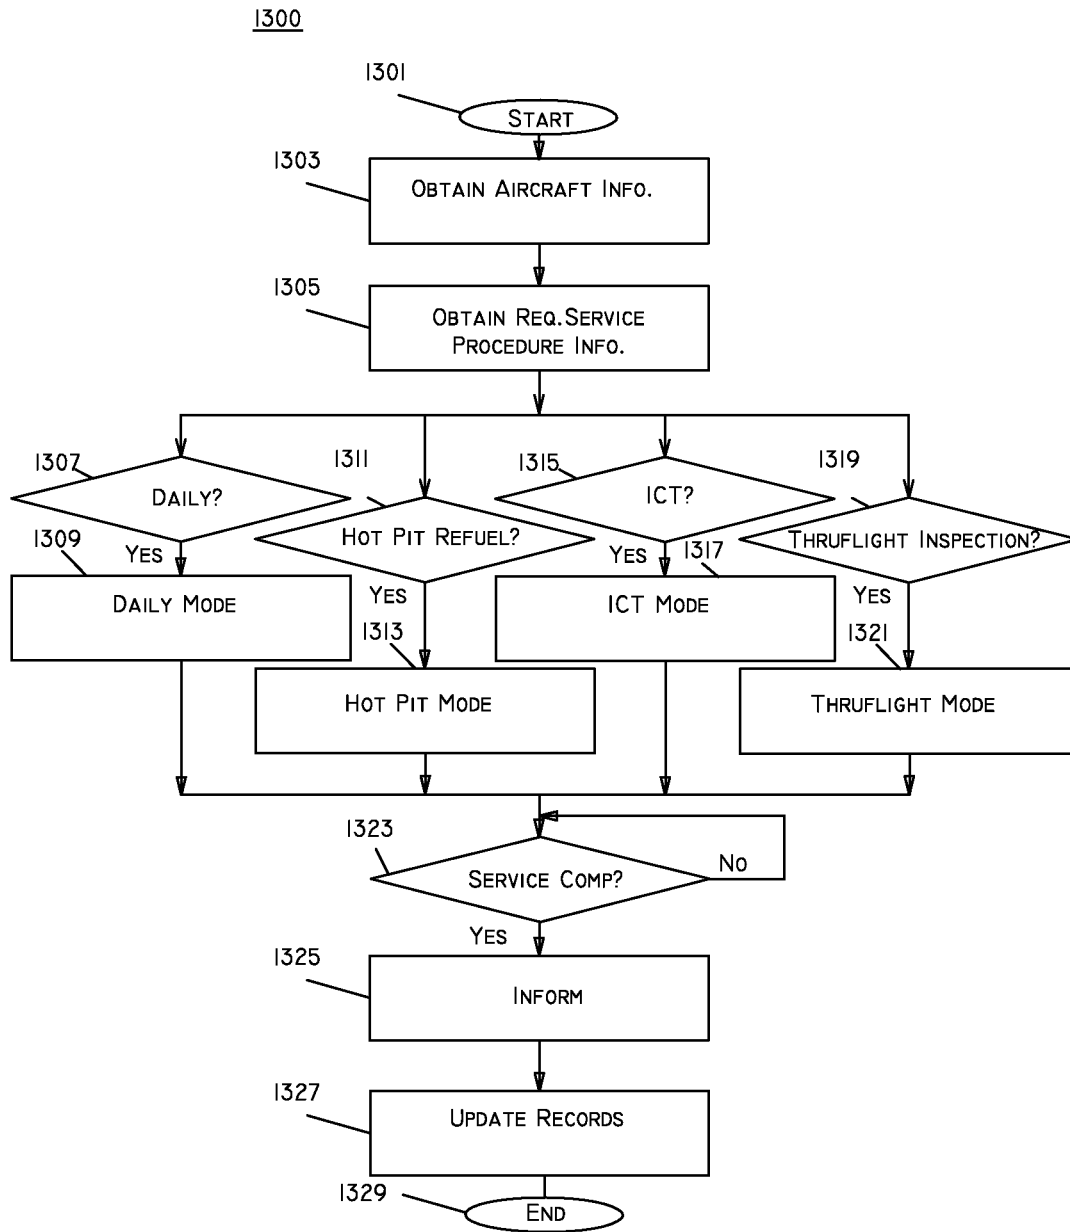 1300
1301
START
1303
OBTAIN AIRCRAFT INFO.
1305
OBTAIN REQ.SERVICE
PROCEDURE INFO.
1307
DAILY?
1311
HOT PIT REFUEL?
1315
ICT?
1319
THRUFLIGHT INSPECTION?
1309
YES
DAILY MODE
YES
1313
HOT PIT MODE
YES
1317
ICT MODE
YES
1321
THRUFLIGHT MODE
1323
SERVICE COMP?
NO
YES
1325
INFORM
1327
UPDATE RECORDS
1329
END